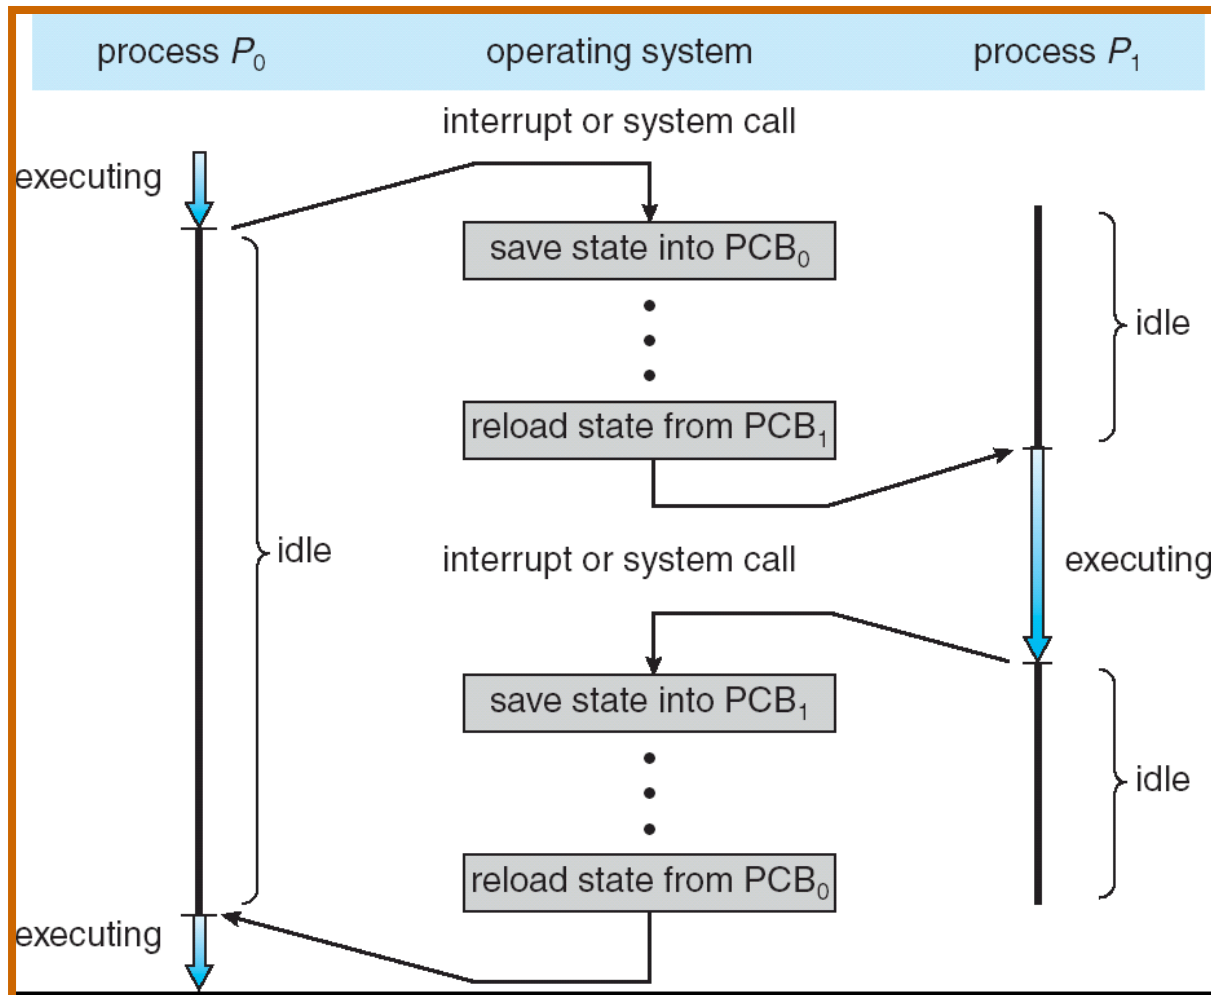 process P₀ operating system process P₁
interrupt or system call
executing
save state into PCB₀
idle
reload state from PCB₁
idle
interrupt or system call
executing
save state into PCB₁
idle
reload state from PCB₀
executing